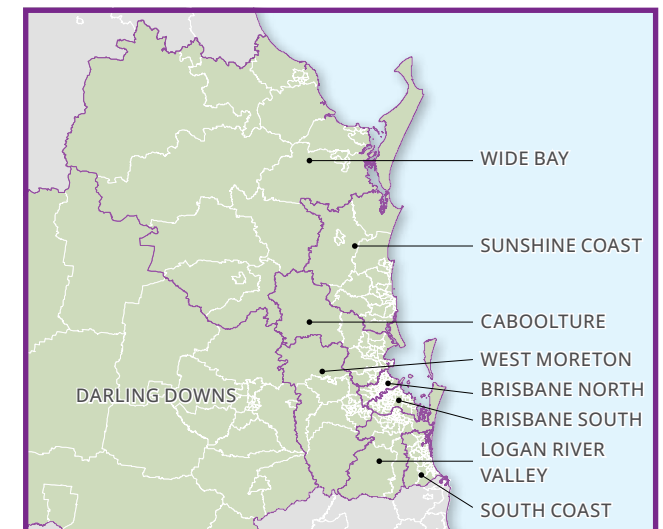 WIDE BAY
SUNSHINE COAST
CABOOLTURE
WEST MORETON
DARLING DOWNS
BRISBANE NORTH
BRISBANE SOUTH
LOGAN RIVER
VALLEY
SOUTH COAST